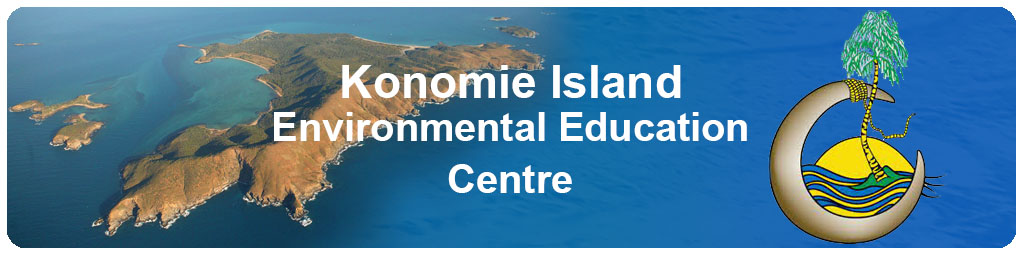 Konomie Island
Environmental Education
Centre